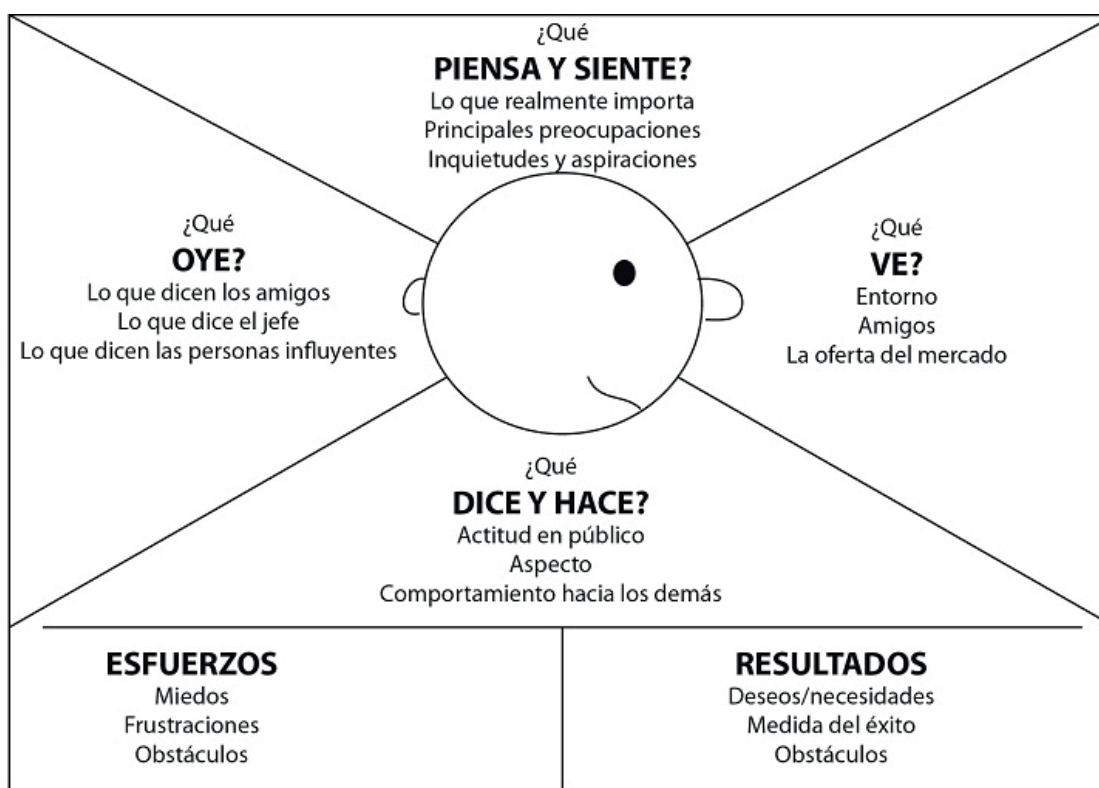 ¿Qué
PIENSA Y SIENTE?
Lo que realmente importa
Principales preocupaciones
Inquietudes y aspiraciones
¿Qué
OYE?
Lo que dicen los amigos
Lo que dice el jefe
Lo que dicen las personas influyentes
¿Qué
VE?
Entorno
Amigos
La oferta del mercado
¿Qué
DICE Y HACE?
Actitud en público
Aspecto
Comportamiento hacia los demás
ESFUERZOS
Miedos
Frustraciones
Obstáculos
RESULTADOS
Deseos/necesidades
Medida del éxito
Obstáculos